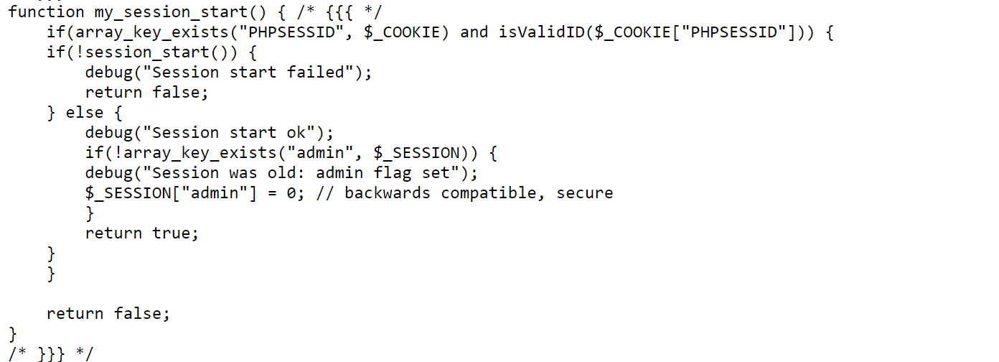 function my_session_start() { /* {{{ */
    if(array_key_exists("PHPSESSID", $_COOKIE) and isValidID($_COOKIE["PHPSESSID"])) {
    if(!session_start()) {
        debug("Session start failed");
        return false;
    } else {
        debug("Session start ok");
        if(!array_key_exists("admin", $_SESSION)) {
        debug("Session was old: admin flag set");
        $_SESSION["admin"] = 0; // backwards compatible, secure
        }
        return true;
    }
    }

    return false;
}
/* }}} */